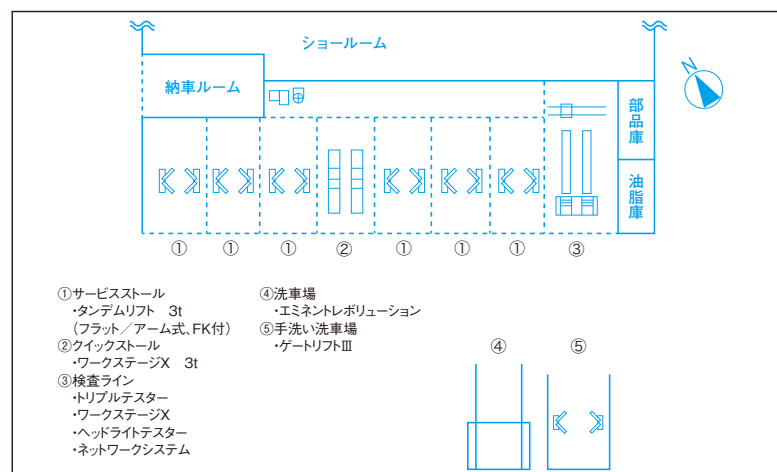 ショールーム
納車ルーム
N
部品庫
油脂庫
① ① ① ② ① ① ① ③
①サービスストール
・タンデムリフト　3t
（フラット／アーム式、FK付）
②クイックストール
・ワークステージX　3t
③検査ライン
・トリプルテスター
・ワークステージX
・ヘッドライトテスター
・ネットワークシステム
④洗車場
・エミネントレボリューション
⑤手洗い洗車場
・ゲートリフトⅢ
④ ⑤